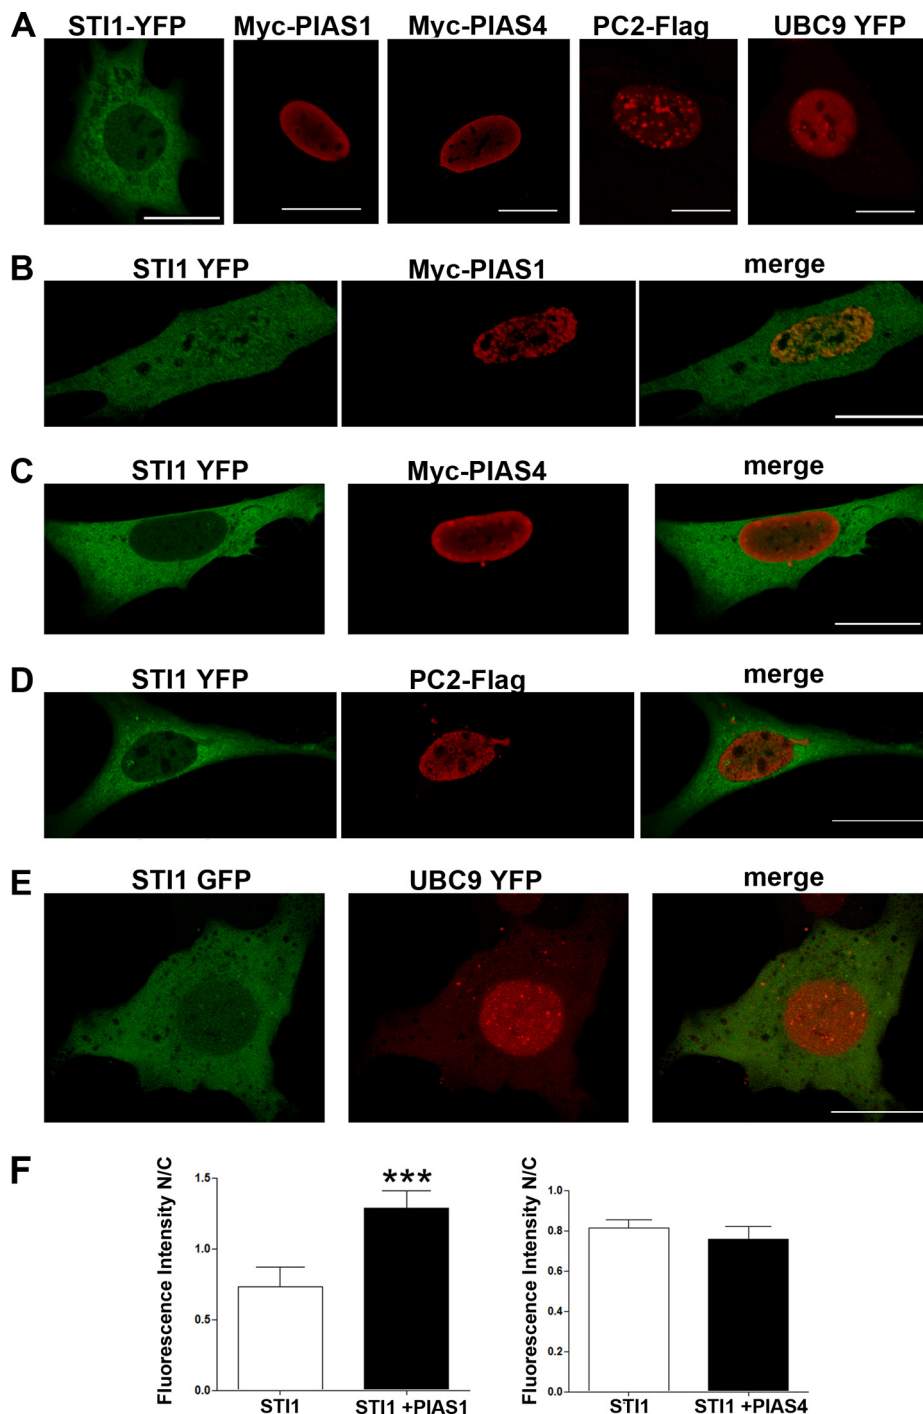 A
STI1-YFP Myc-PIAS1 Myc-PIAS4 PC2-Flag UBC9 YFP
B
STI1 YFP Myc-PIAS1 merge
C
STI1 YFP Myc-PIAS4 merge
D
STI1 YFP PC2-Flag merge
E
STI1 GFP UBC9 YFP merge
F
Fluorescence Intensity N/C
1.5
1.0
0.5
0.0
***
STI1 STI1 +PIAS1
Fluorescence Intensity N/C
1.0
0.8
0.6
0.4
0.2
0.0
STI1 STI1 +PIAS4